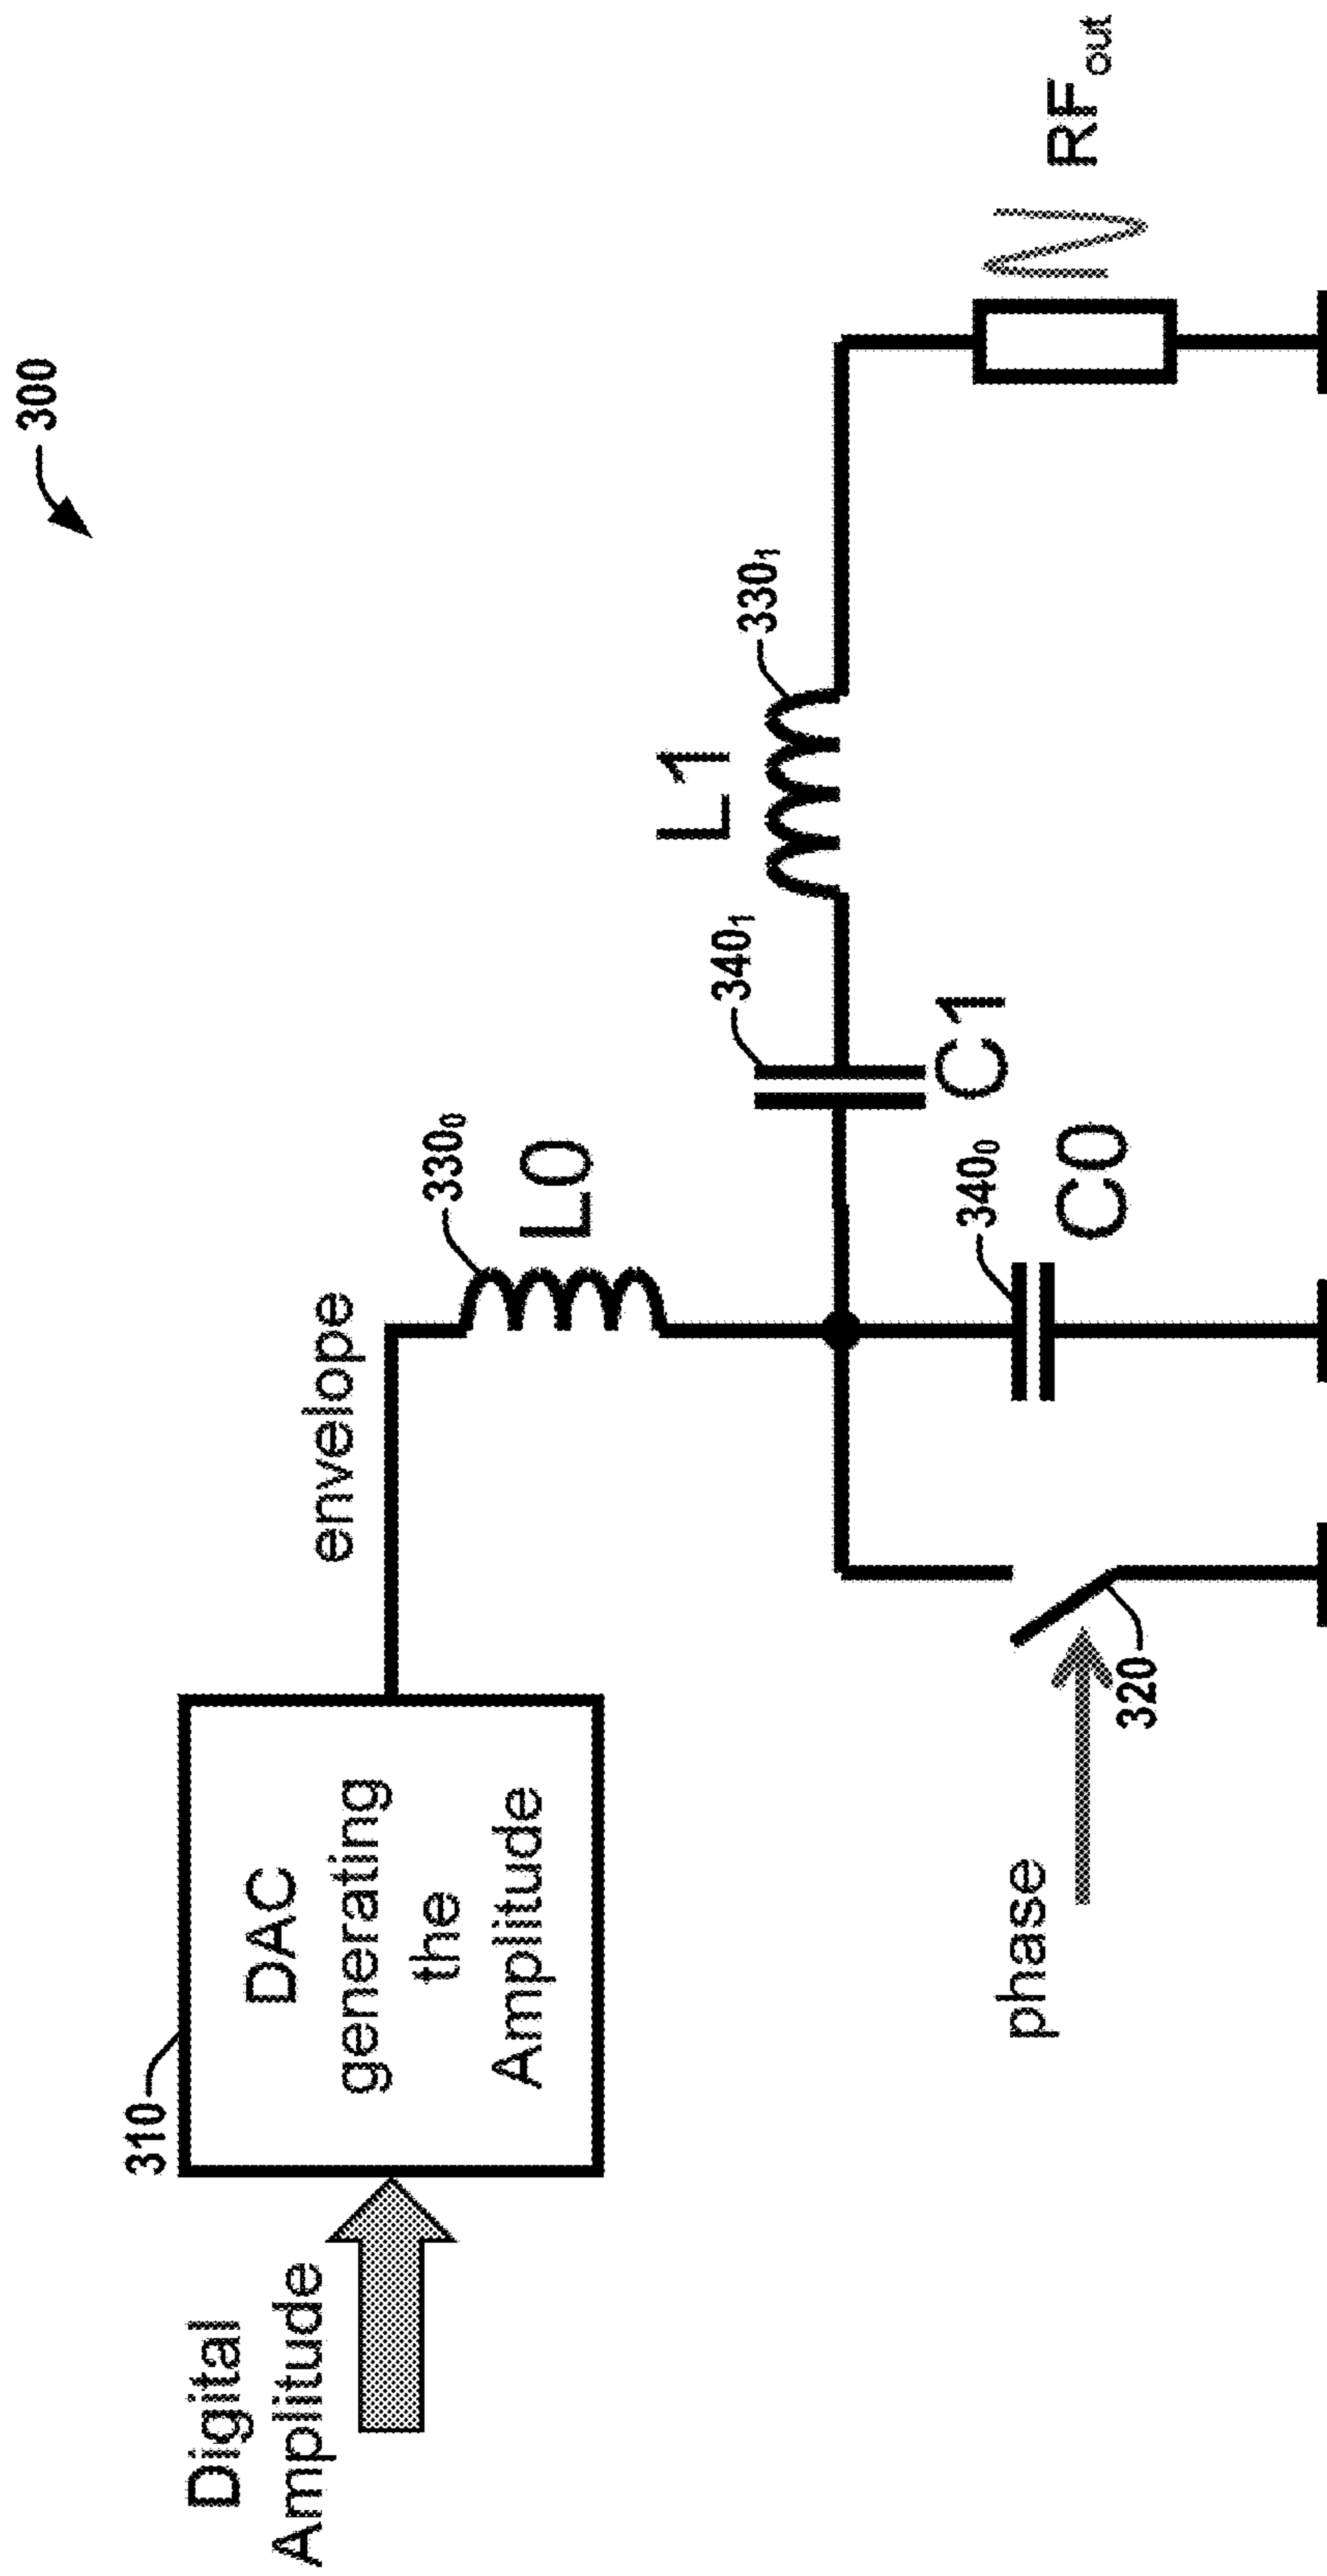 300
Digital
Amplitude
310
DAC
generating
the
Amplitude
envelope
330₀
L0
340₁
C1
L1
330₁
340₀
C0
phase
320
RFout